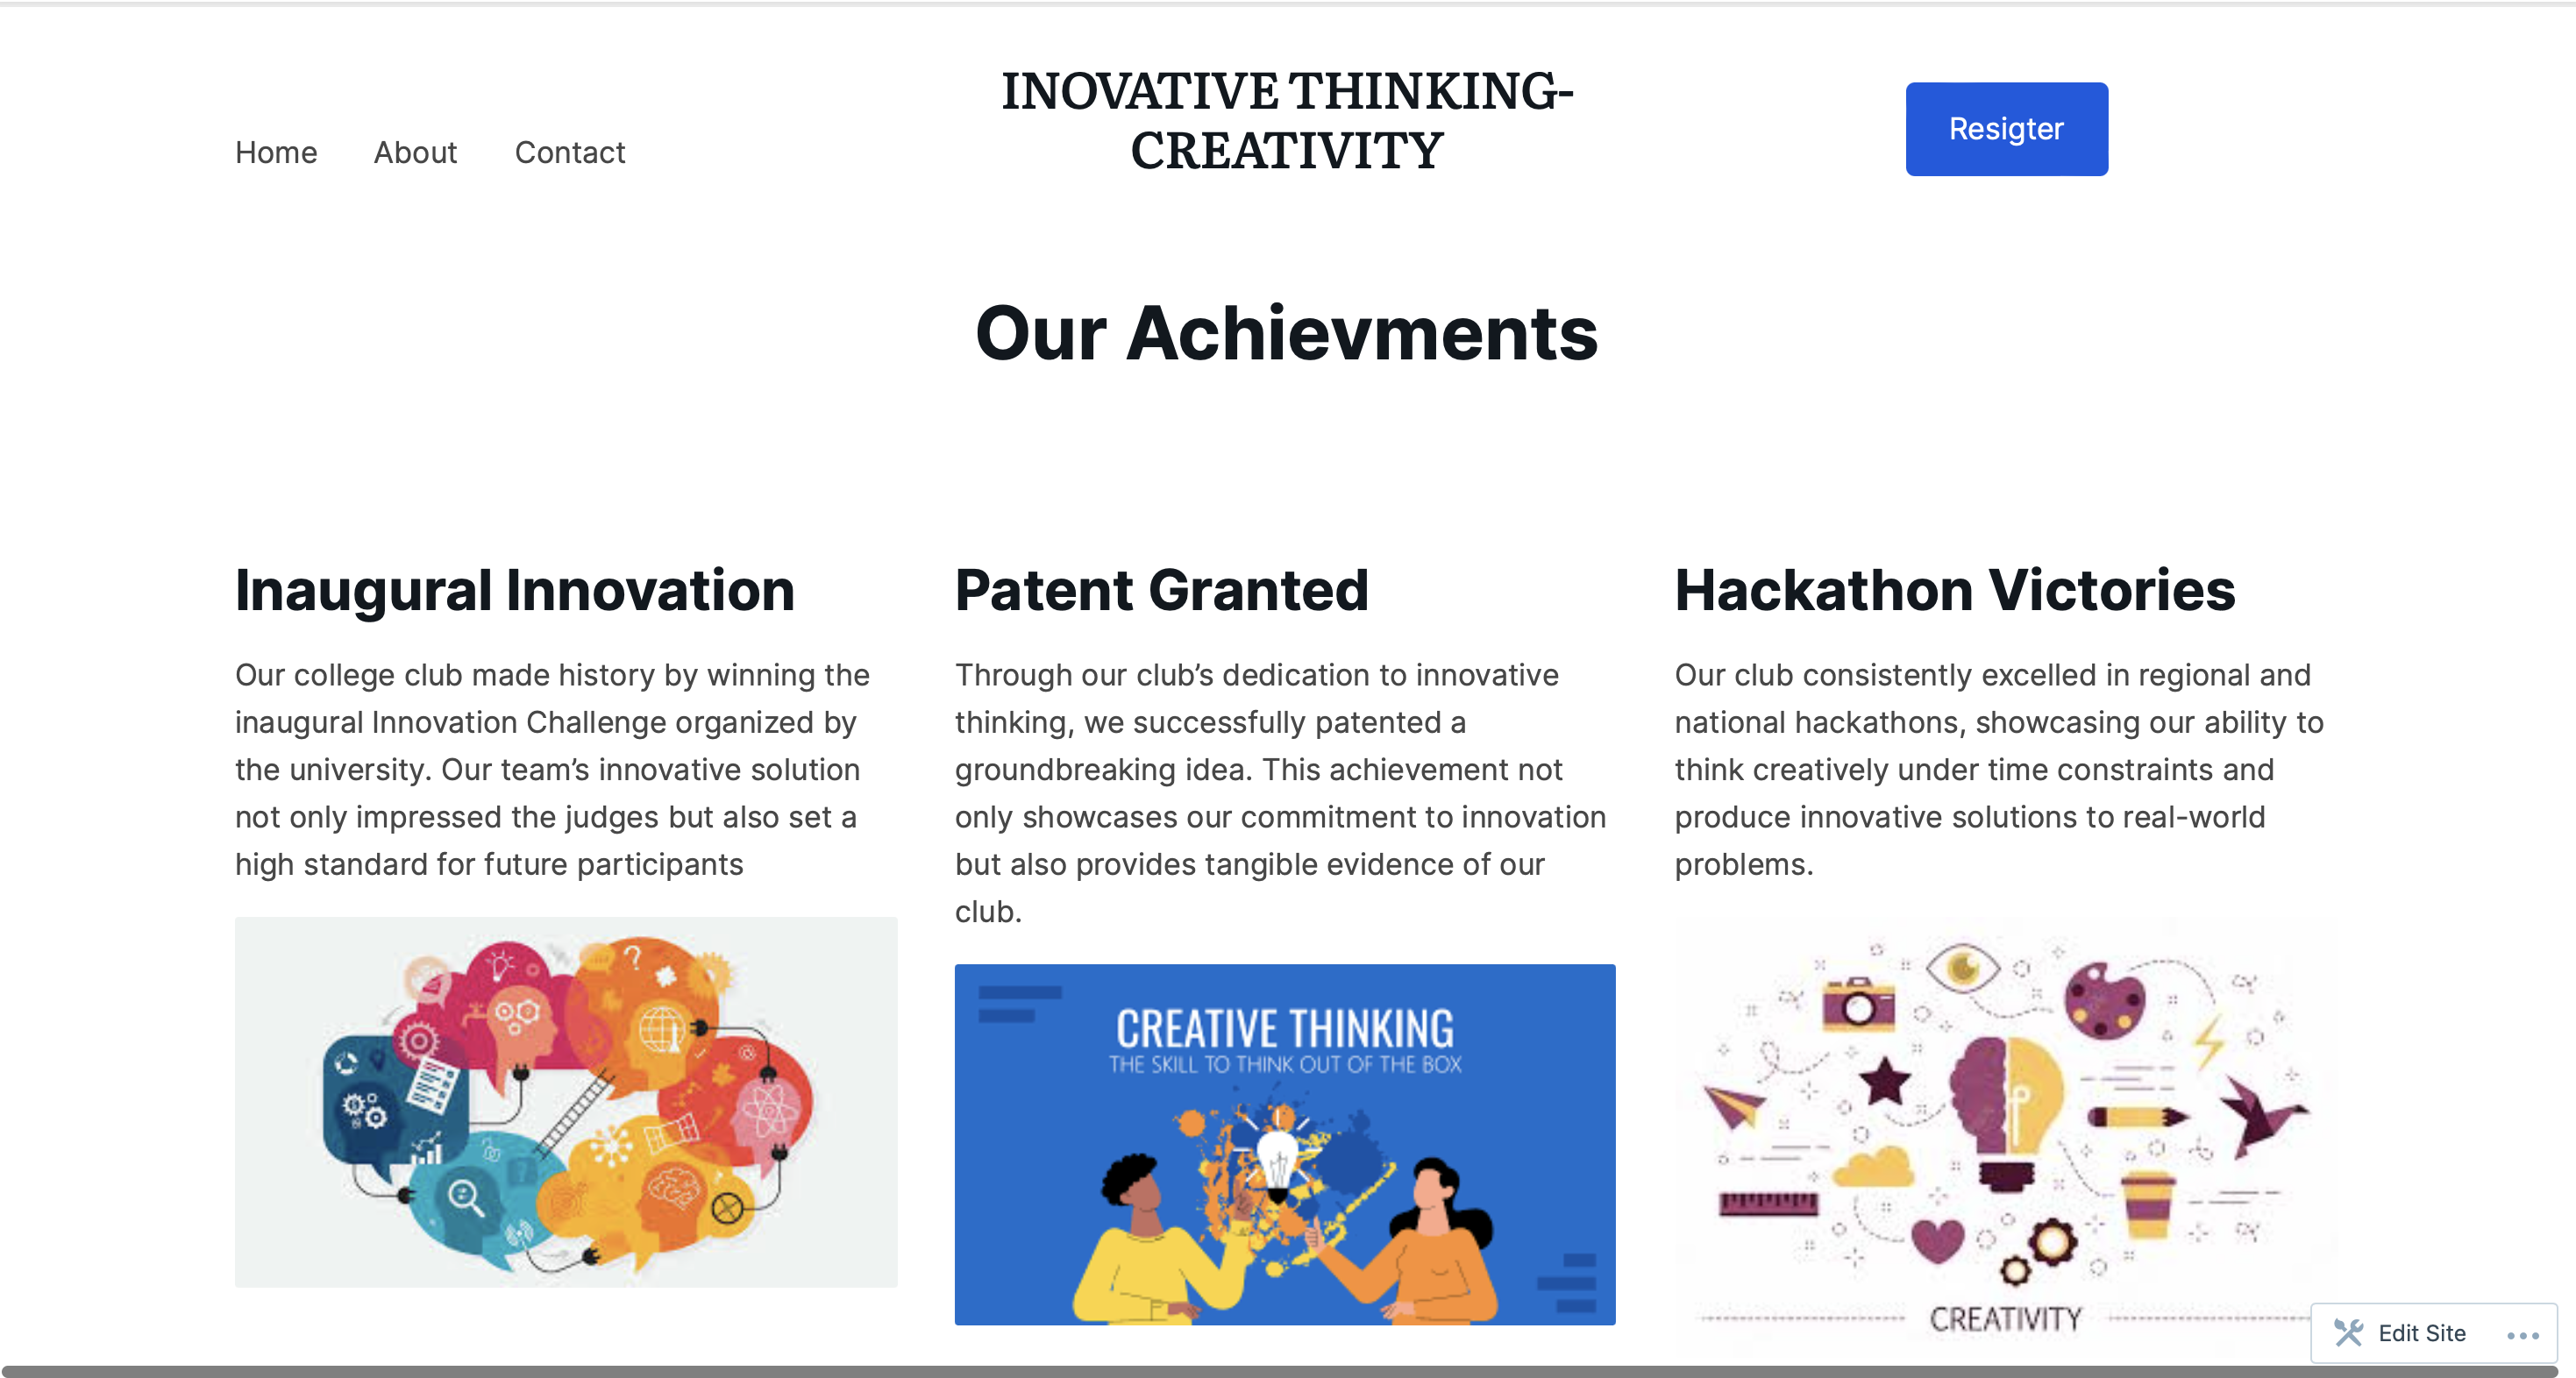 Home About Contact
INOVATIVE THINKING-
CREATIVITY
Resigter
Our Achievments
Inaugural Innovation
Our college club made history by winning the
inaugural Innovation Challenge organized by
the university. Our team’s innovative solution
not only impressed the judges but also set a
high standard for future participants
Patent Granted
Through our club’s dedication to innovative
thinking, we successfully patented a
groundbreaking idea. This achievement not
only showcases our commitment to innovation
but also provides tangible evidence of our
club.
CREATIVE THINKING
THE SKILL TO THINK OUT OF THE BOX
Hackathon Victories
Our club consistently excelled in regional and
national hackathons, showcasing our ability to
think creatively under time constraints and
produce innovative solutions to real-world
problems.
CREATIVITY
Edit Site